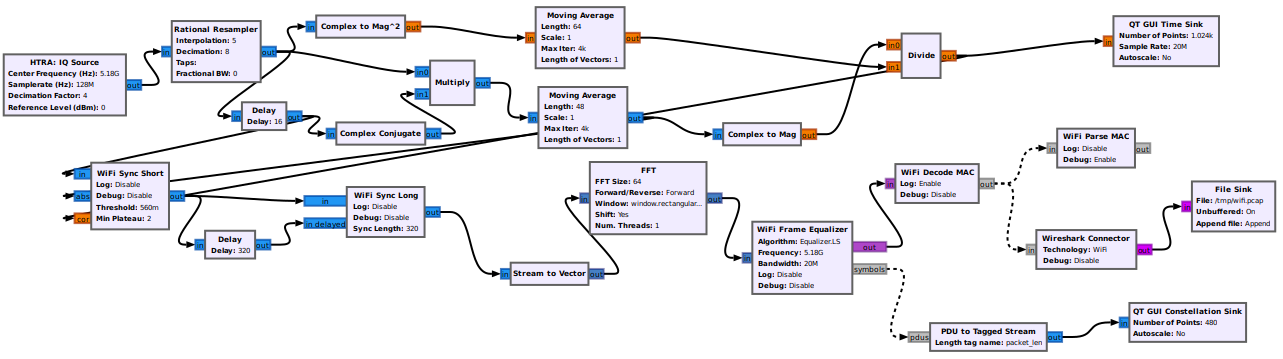 HTRA: IQ Source
Center Frequency (Hz): 5.18G
Samplerate (Hz): 128M
Decimation Factor: 4
Reference Level (dBm): 0
out
in
Rational Resampler
Interpolation: 5
Decimation: 8
Taps:
Fractional BW: 0
out
in
Complex to Mag^2
out
in
Moving Average
Length: 64
Scale: 1
Max Iter: 4k
Length of Vectors: 1
out
in0
in1
Divide
out
in
QT GUI Time Sink
Number of Points: 1.024k
Sample Rate: 20M
Autoscale: No
in0
in1
Multiply
out
in
Delay
Delay: 16
out
in
Complex Conjugate
out
in
Moving Average
Length: 48
Scale: 1
Max Iter: 4k
Length of Vectors: 1
out
in
Complex to Mag
out
in
abs
cor
WiFi Sync Short
Log: Disable
Debug: Disable
Threshold: 560m
Min Plateau: 2
out
in
Delay
Delay: 320
out
in
in delayed
WiFi Sync Long
Log: Disable
Debug: Disable
Sync Length: 320
out
in
Stream to Vector
out
in
FFT
FFT Size: 64
Forward/Reverse: Forward
Window: window.rectangular...
Shift: Yes
Num. Threads: 1
out
in
WiFi Frame Equalizer
Algorithm: Equalizer.LS
Frequency: 5.18G
Bandwidth: 20M
Log: Disable
Debug: Disable
out
symbols
in
WiFi Decode MAC
Log: Enable
Debug: Disable
out
in
WiFi Parse MAC
Log: Disable
Debug: Enable
out
in
Wireshark Connector
Technology: WiFi
Debug: Disable
out
in
File Sink
File: /tmp/wifi.pcap
Unbuffered: On
Append file: Append
pdus
PDU to Tagged Stream
Length tag name: packet_len
out
in
QT GUI Constellation Sink
Number of Points: 480
Autoscale: No